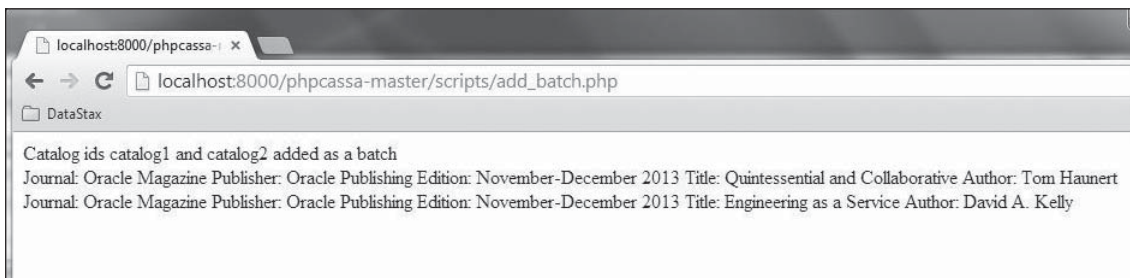 localhost:8000/phpcassa-
localhost:8000/phpcassa-master/scripts/add_batch.php
DataStax
Catalog ids catalog1 and catalog2 added as a batch
Journal: Oracle Magazine Publisher: Oracle Publishing Edition: November-December 2013 Title: Quintessential and Collaborative Author: Tom Haunert
Journal: Oracle Magazine Publisher: Oracle Publishing Edition: November-December 2013 Title: Engineering as a Service Author: David A. Kelly